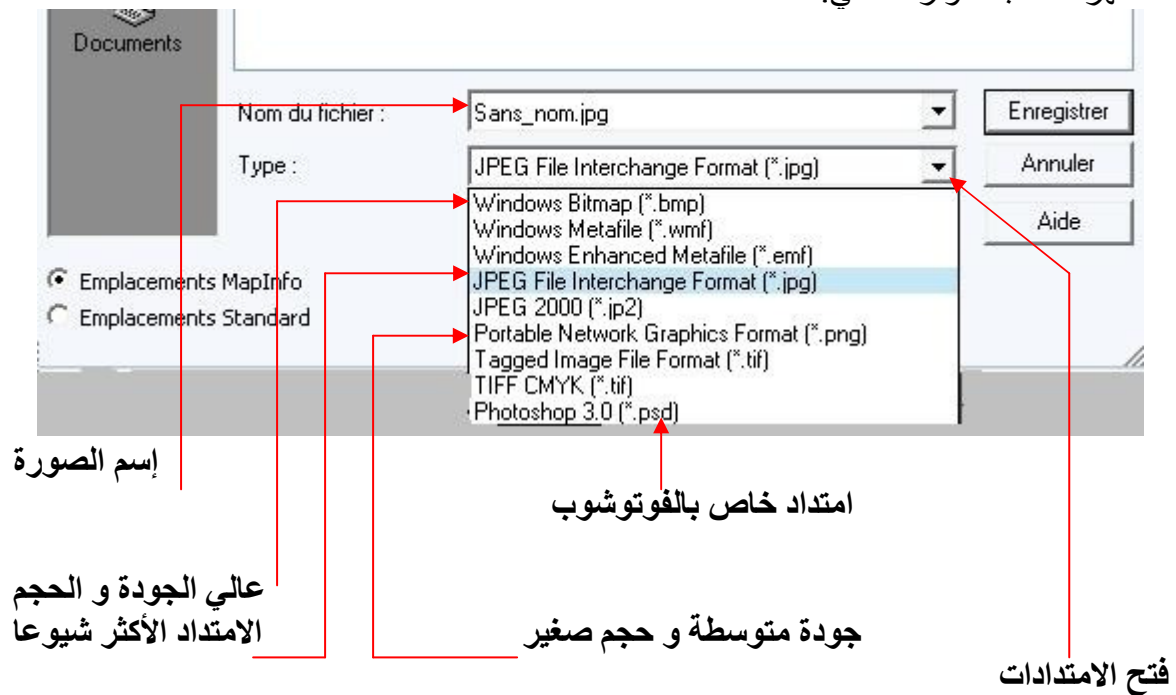 Documents
Nom du fichier :
Sans_nom.jpg
Enregistrer
Type :
JPEG File Interchange Format (*.jpg)
Annuler
Windows Bitmap (*.bmp)
Aide
Windows Metafile (*.wmf)
Windows Enhanced Metafile (*.emf)
Emplacements MapInfo
JPEG File Interchange Format (*.jpg)
JPEG 2000 (*.jp2)
Emplacements Standard
Portable Network Graphics Format (*.png)
Tagged Image File Format (*.tif)
TIFF CMYK (*.tif)
Photoshop 3.0 (*.psd)
إسم الصورة
امتداد خاص بالفوتوشوب
عالي الجودة و الحجم
الامتداد الأكثر شيوعا
جودة متوسطة و حجم صغير
فتح الامتدادات